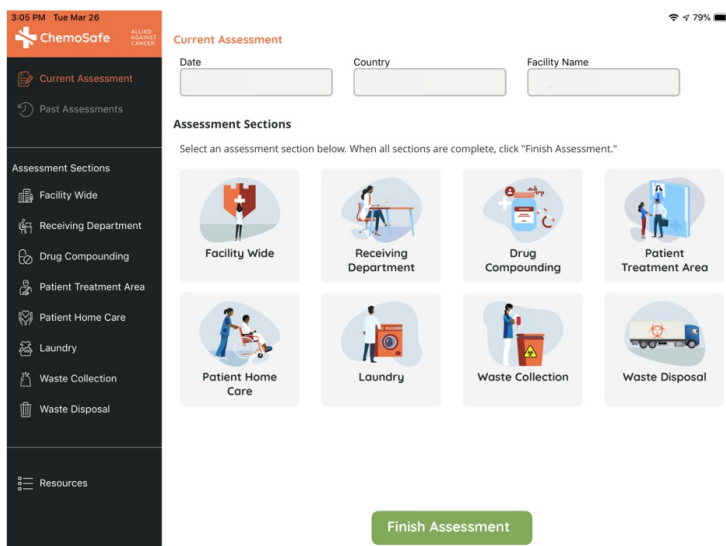 3:05 PM Tue Mar 26
79%
ChemoSafe
ALLIED
AGAINST
CANCER
Current Assessment
Past Assessments
Assessment Sections
Facility Wide
Receiving Department
Drug Compounding
Patient Treatment Area
Patient Home Care
Laundry
Waste Collection
Waste Disposal
Resources
Current Assessment
Date
Country
Facility Name
Assessment Sections
Select an assessment section below. When all sections are complete, click "Finish Assessment."
Facility Wide
Receiving
Department
Drug
Compounding
Patient
Treatment Area
Patient Home
Care
Laundry
Waste Collection
Waste Disposal
Finish Assessment